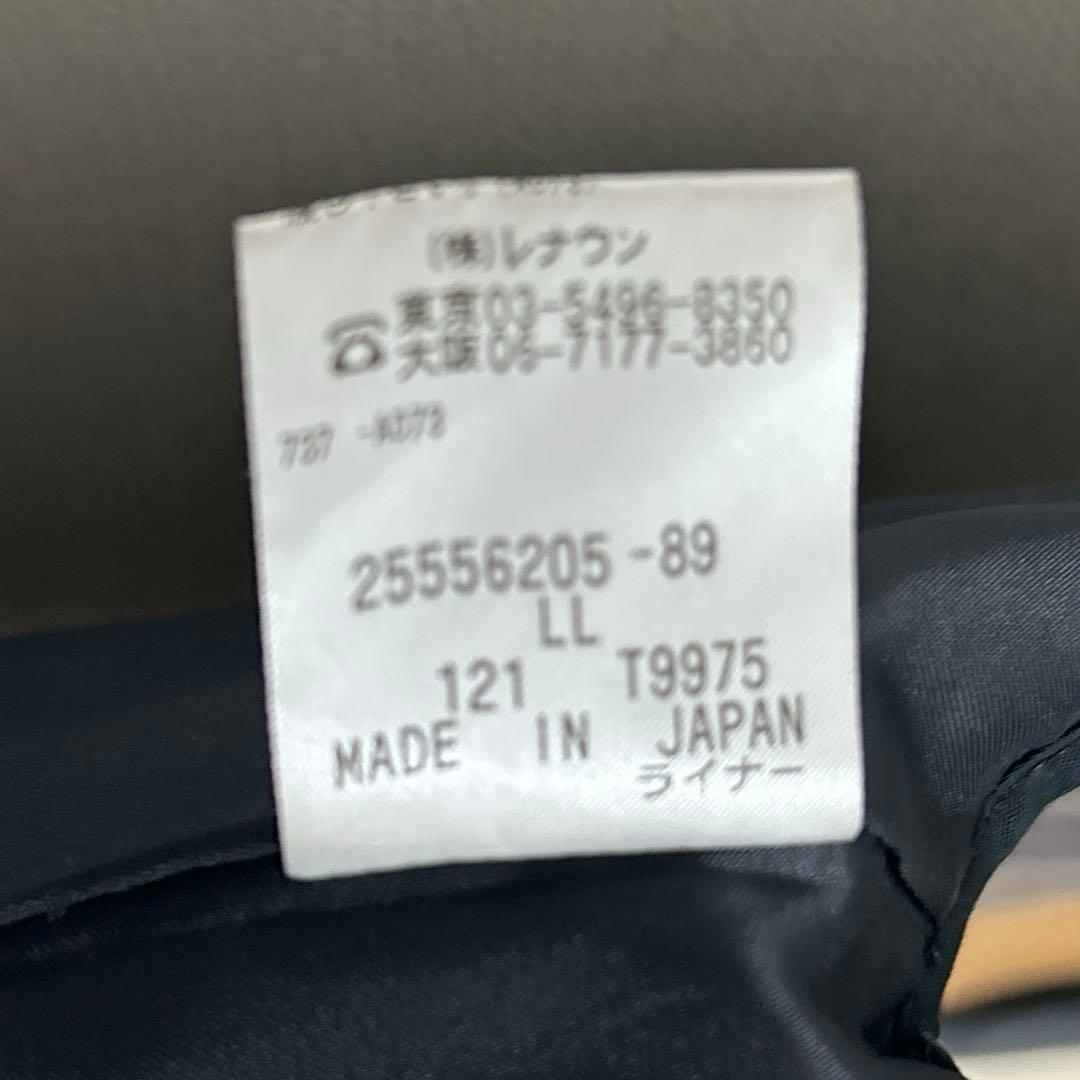 (株)レナウン
東京03-5496-8350
大阪06-7177-3860
25556205-89
LL
121 T9975
MADE IN JAPAN
ライナー